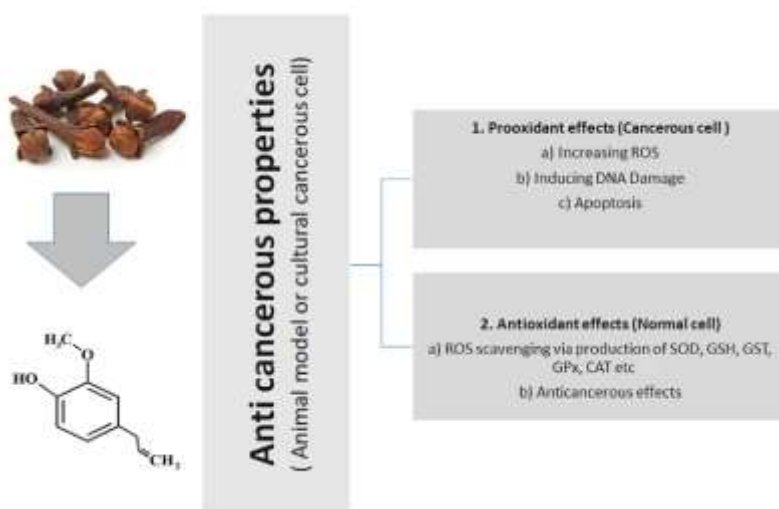 Anti cancerous properties
( Animal model or cultural cancerous cell)
1. Prooxidant effects (Cancerous cell )
a) Increasing ROS
b) Inducing DNA Damage
c) Apoptosis
2. Antioxidant effects (Normal cell)
a) ROS scavenging via production of SOD, GSH, GST,
GPx, CAT etc
b) Anticancerous effects
H₃C
O
HO
CH₂